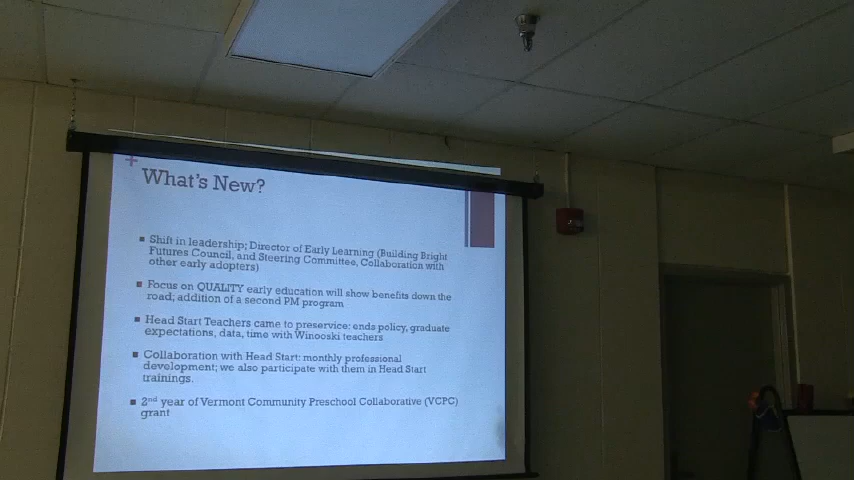 What's New?
Shift in leadership; Director of Early Learning (Building Bright
Futures Council, and Steering Committee, Collaboration with
other early adopters)
Focus on QUALITY early education will show benefits down the
road; addition of a second PM program
Head Start Teachers came to preservice: ends policy, graduate
expectations, data, time with Winooski teachers
Collaboration with Head Start: monthly professional
development; we also participate with them in Head Start
trainings.
2nd year of Vermont Community Preschool Collaborative (VCPC)
grant